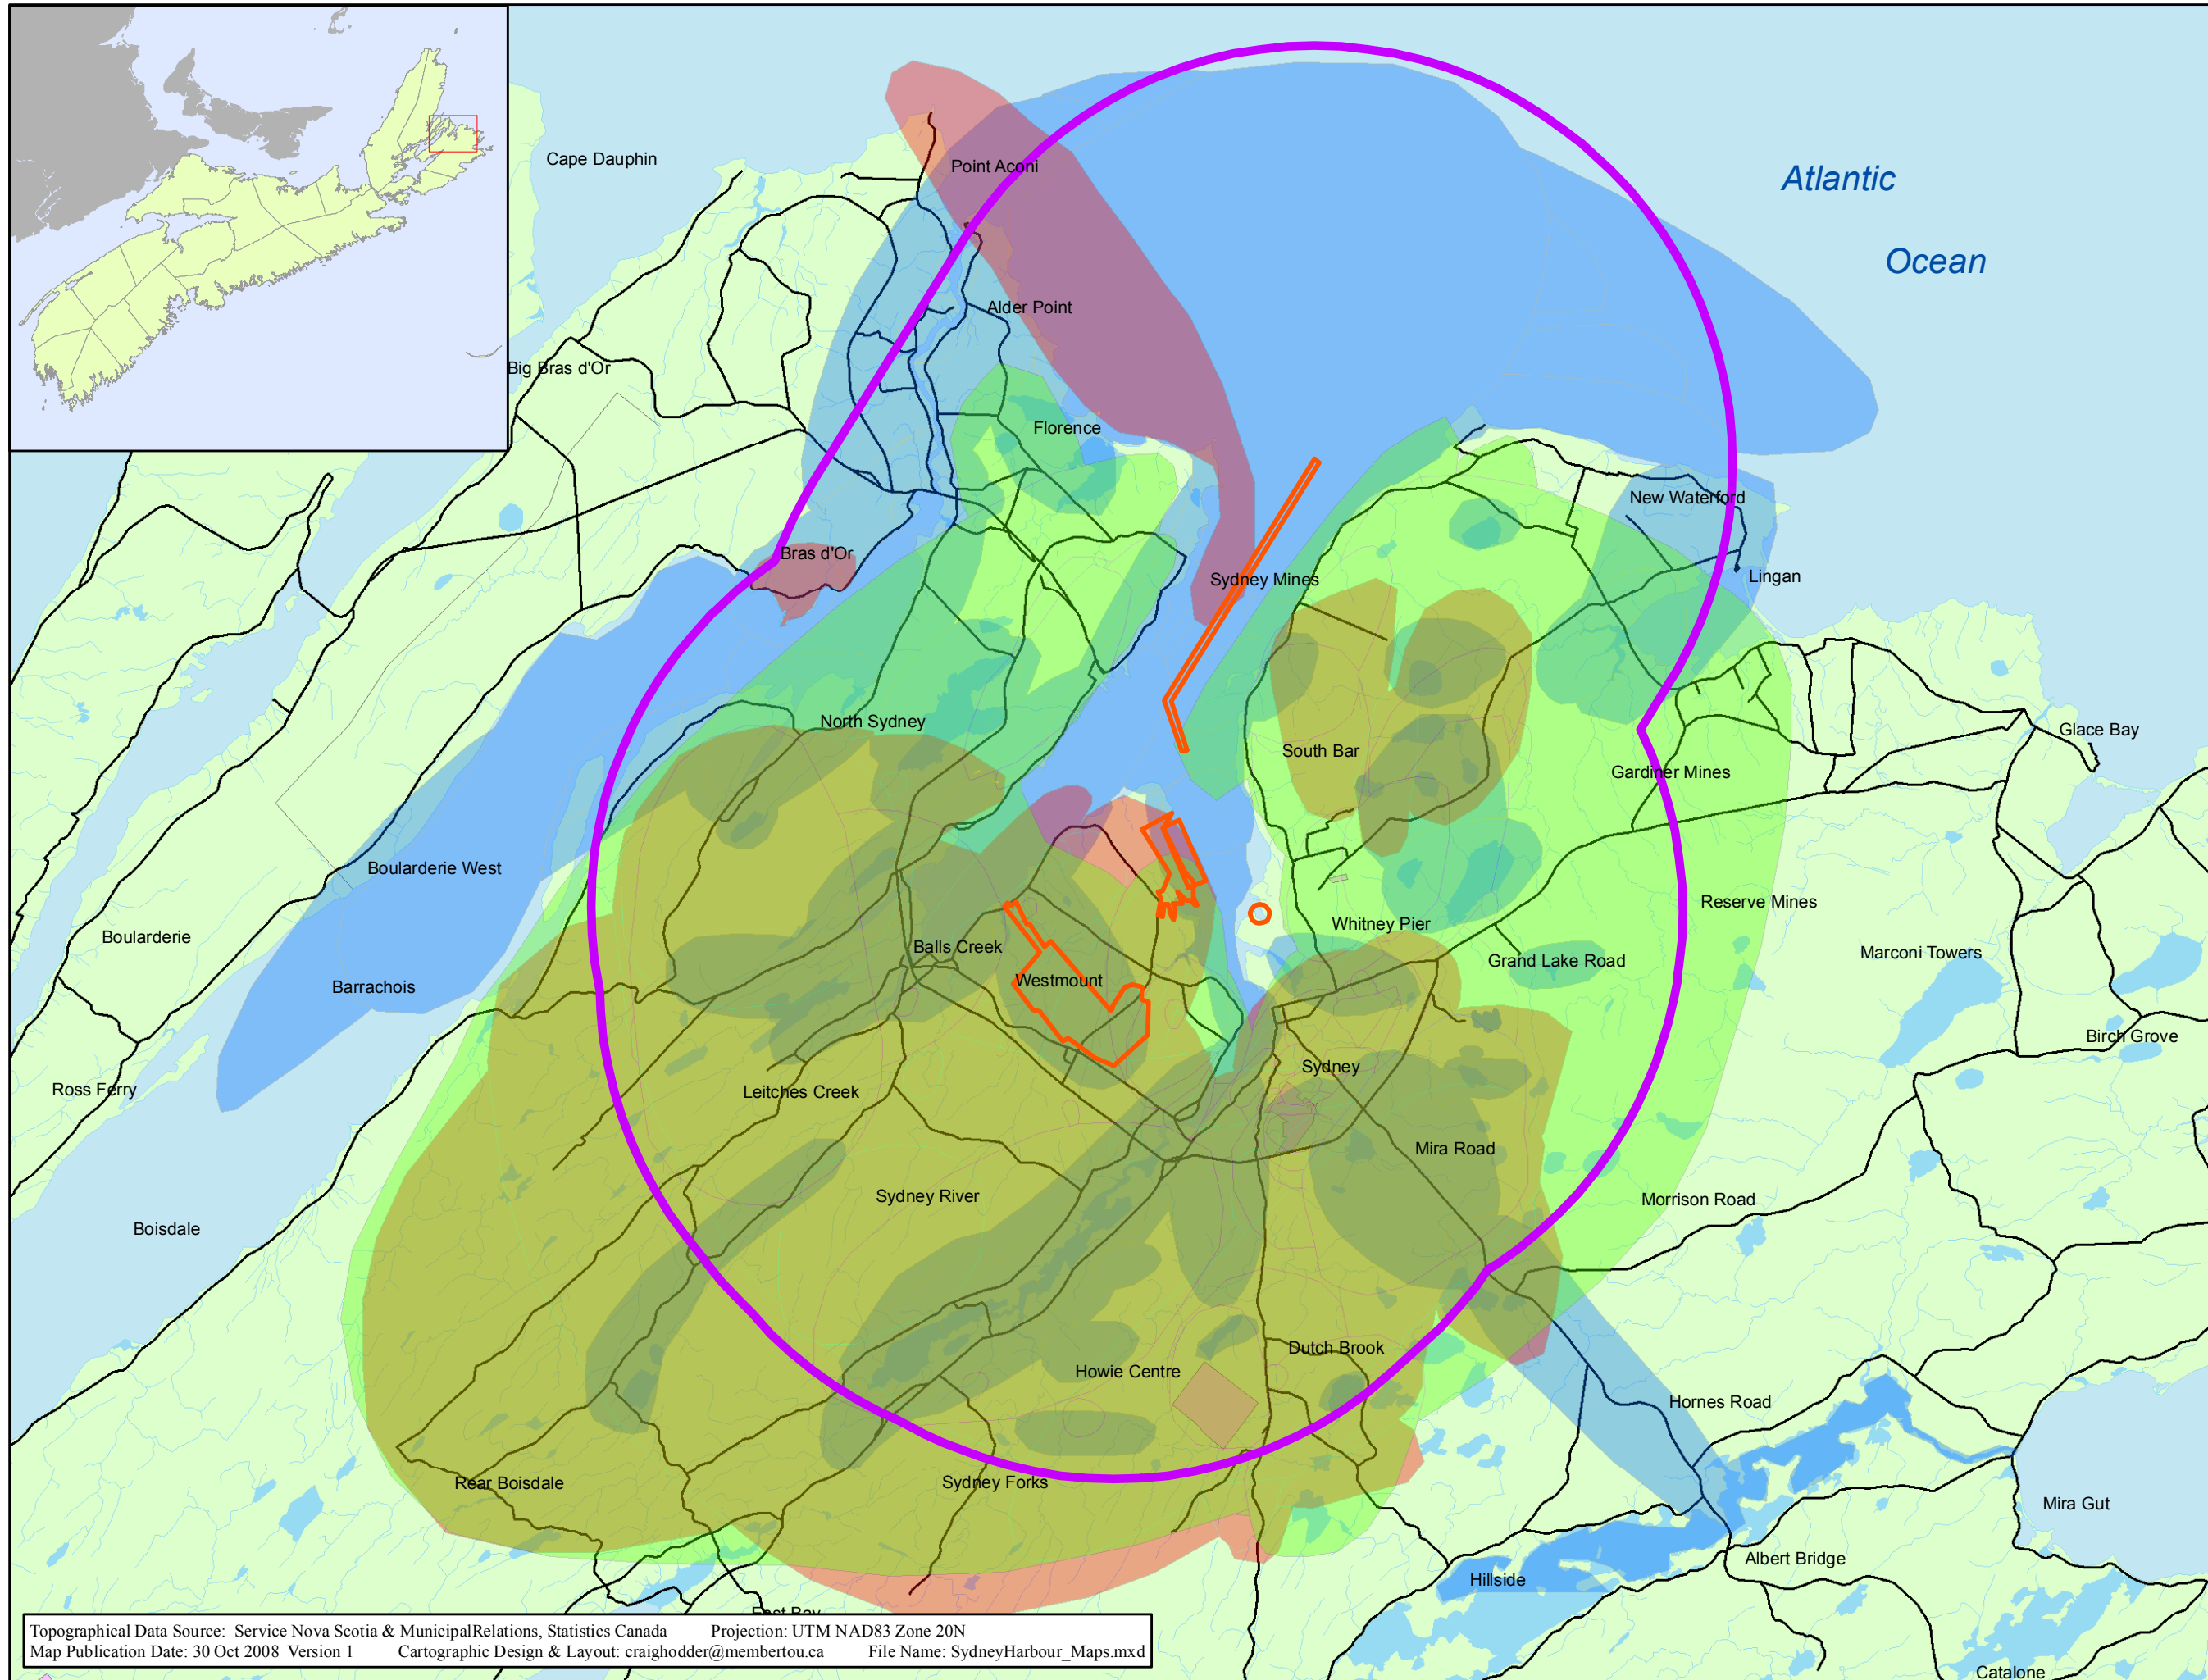 Cape Dauphin
Point Aconi
Atlantic
Ocean
Alder Point
Big Bras d'Or
Florence
New Waterford
Bras d'Or
Sydney Mines
Lingan
North Sydney
South Bar
Glace Bay
Gardiner Mines
Boularderie West
Reserve Mines
Whitney Pier
Boularderie
Balls Creek
Marconi Towers
Grand Lake Road
Westmount
Barrachois
Birch Grove
Sydney
Ross Ferry
Leitches Creek
Mira Road
Sydney River
Morrison Road
Boisdale
Dutch Brook
Howie Centre
Hornes Road
Rear Boisdale
Sydney Forks
Mira Gut
Albert Bridge
Hillside
East Bay
Topographical Data Source: Service Nova Scotia & MunicipalRelations, Statistics Canada Projection: UTM NAD83 Zone 20N
Map Publication Date: 30 Oct 2008 Version 1 Cartographic Design & Layout: craighodder@membertou.ca File Name: SydneyHarbour_Maps.mxd
Catalone